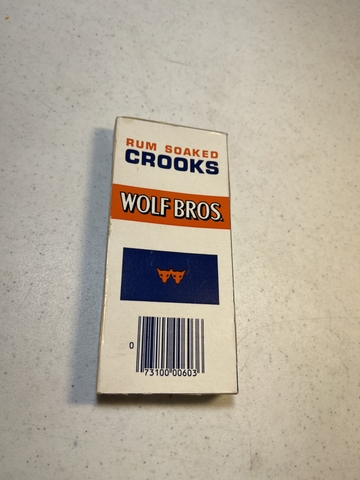 RUM SOAKED
CROOKS
WOLF BROS.
0
73100 00603